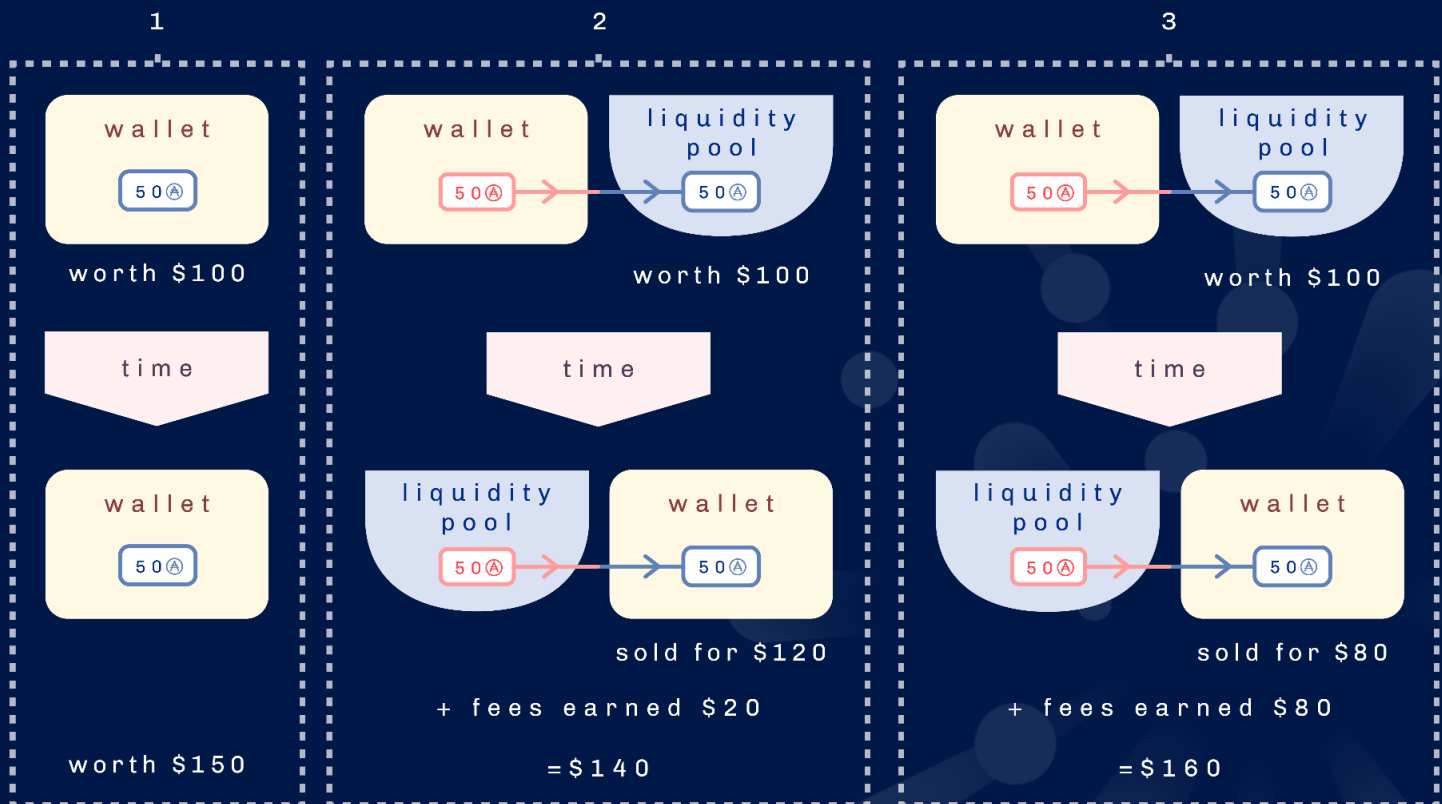 1
wallet
50Ⓐ
worth $100
time
wallet
50Ⓐ
worth $150
2
wallet
liquidity
pool
50Ⓐ
50Ⓐ
worth $100
time
liquidity
pool
wallet
50Ⓐ
50Ⓐ
sold for $120
+ fees earned $20
=$140
3
wallet
liquidity
pool
50Ⓐ
50Ⓐ
worth $100
time
liquidity
pool
wallet
50Ⓐ
50Ⓐ
sold for $80
+ fees earned $80
=$160